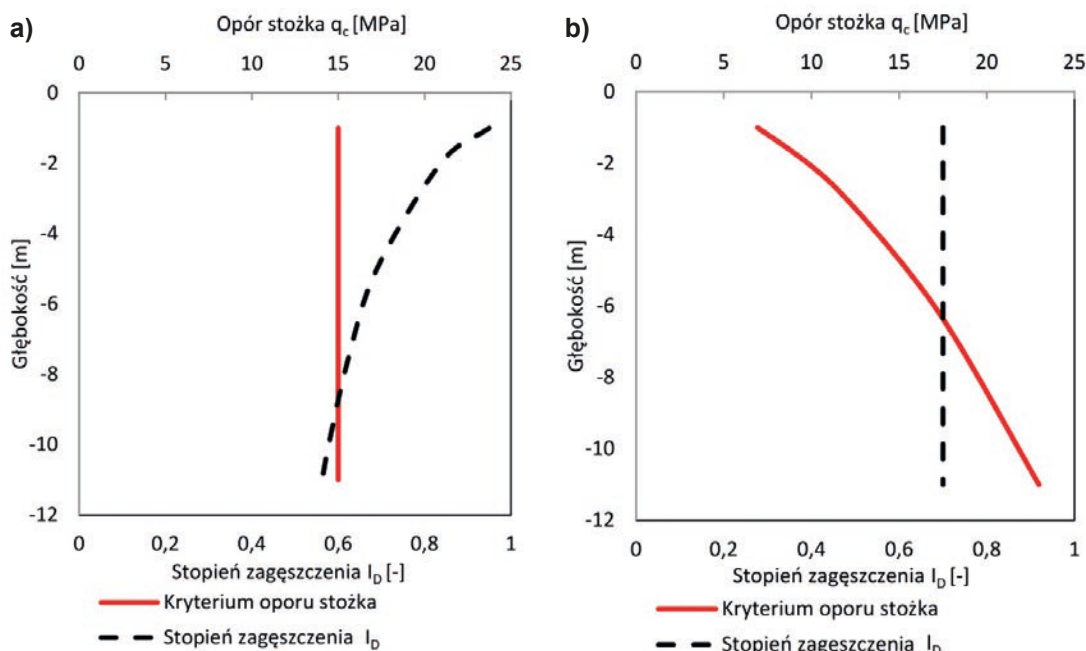 a)
Opór stożka q_c [MPa]
0 5 10 15 20 25
0
-2
-4
-6
-8
-10
-12
Głębokość [m]
0 0,2 0,4 0,6 0,8 1
Stopień zagęszczenia I_D [-]
Kryterium oporu stożka
Stopień zagęszczenia I_D
b)
Opór stożka q_c [MPa]
0 5 10 15 20 25
0
-2
-4
-6
-8
-10
-12
Głębokość [m]
0 0,2 0,4 0,6 0,8 1
Stopień zagęszczenia I_D [-]
Kryterium oporu stożka
Stopień zagęszczenia I_D